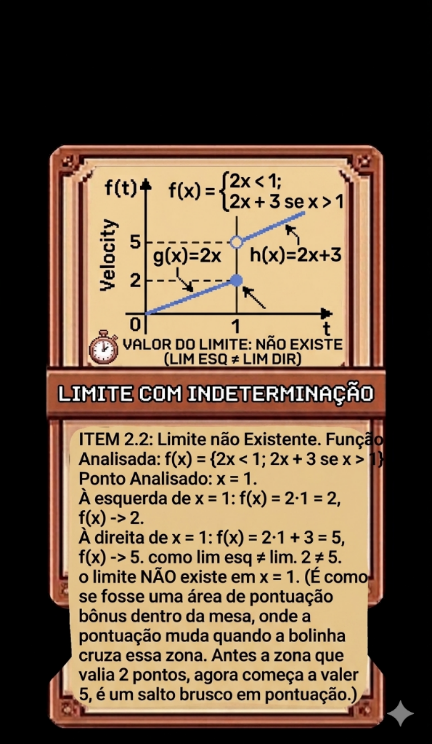 f(t)
f(x) = {2x < 1;
2x + 3 se x > 1
Velocity
5
g(x)=2x
h(x)=2x+3
2
0
1
t
VALOR DO LIMITE: NÃO EXISTE
(LIM ESQ ≠ LIM DIR)
LIMITE COM INDETERMINAÇÃO
ITEM 2.2: Limite não Existente. Função
Analisada: f(x) = {2x < 1; 2x + 3 se x > 1}
Ponto Analisado: x = 1.
À esquerda de x = 1: f(x) = 2·1 = 2,
f(x) -> 2.
À direita de x = 1: f(x) = 2·1 + 3 = 5,
f(x) -> 5. como lim esq ≠ lim. 2 ≠ 5.
o limite NÃO existe em x = 1. (É como
se fosse uma área de pontuação
bônus dentro da mesa, onde a
pontuação muda quando a bolinha
cruza essa zona. Antes a zona que
valia 2 pontos, agora começa a valer
5, é um salto brusco em pontuação.)